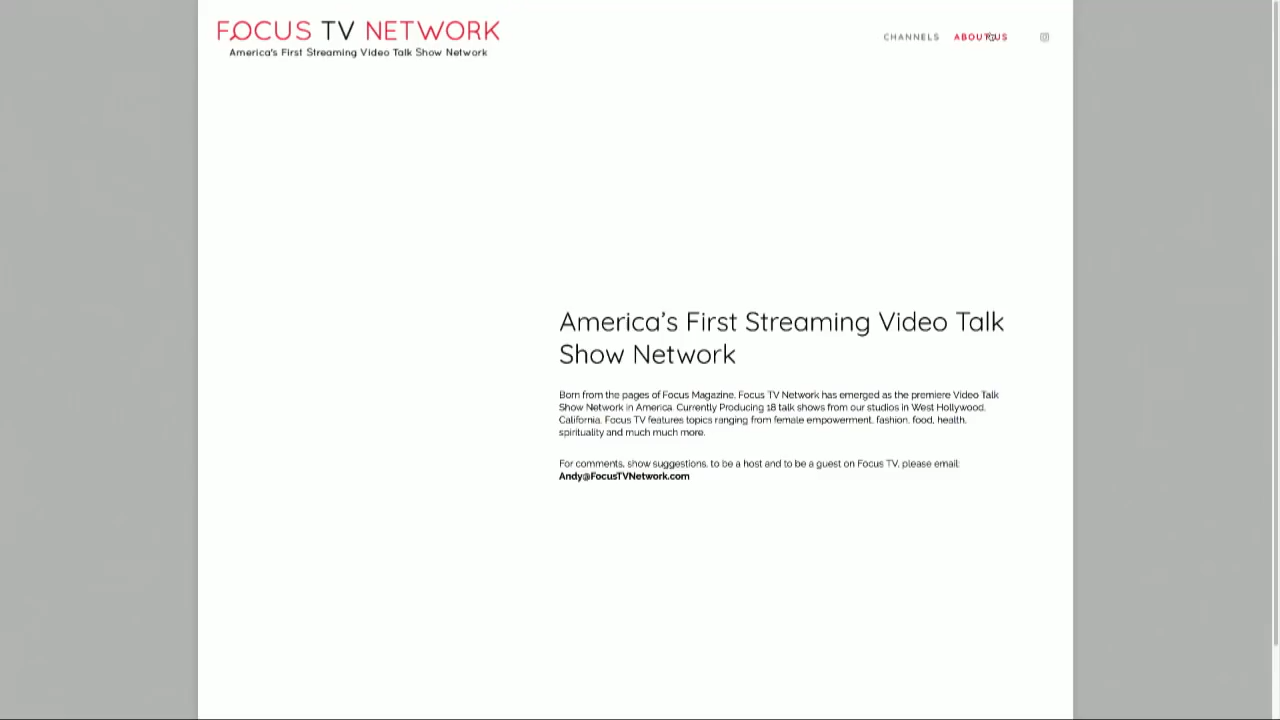 FOCUS TV NETWORK
America's First Streaming Video Talk Show Network
CHANNELS ABOUT US
America's First Streaming Video Talk
Show Network
Born from the pages of Focus Magazine, Focus TV Network has emerged as the premiere Video Talk
Show Network in America. Currently Producing 18 talk shows from our studios in West Hollywood,
California. Focus TV features topics ranging from female empowerment, fashion, food, health,
spirituality and much much more.
For comments, show suggestions, to be a host and to be a guest on Focus TV, please email:
Andy@FocusTVNetwork.com